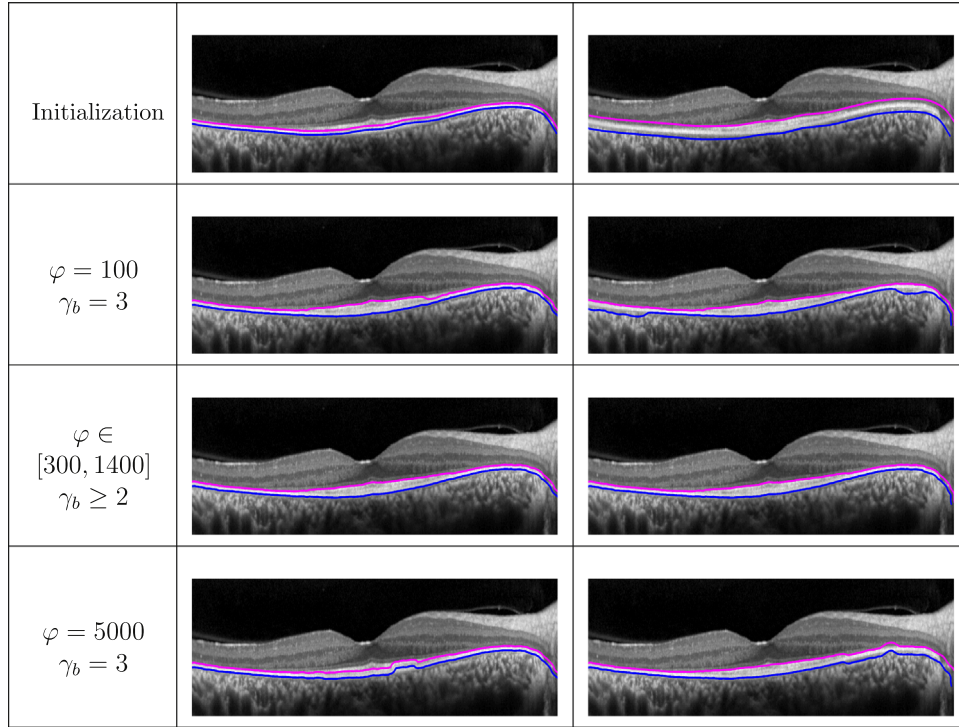 Initialization
φ = 100
γ_b = 3
φ ∈
[300, 1400]
γ_b ≥ 2
φ = 5000
γ_b = 3